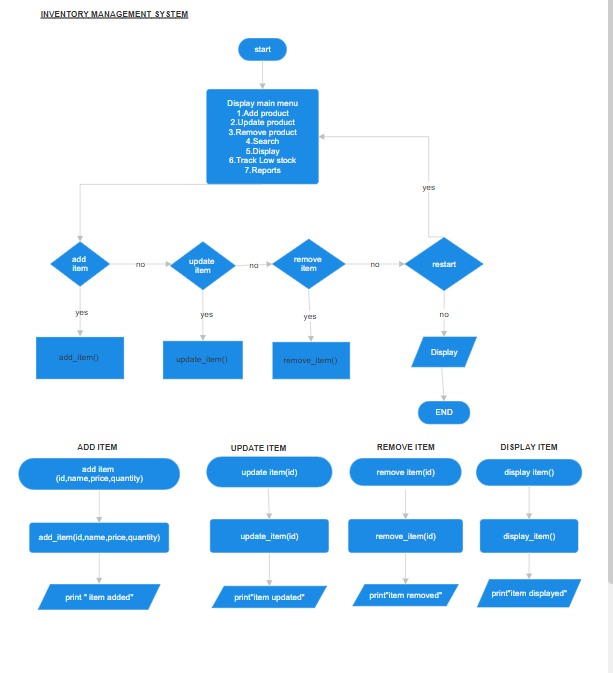 INVENTORY MANAGEMENT SYSTEM
start
Display main menu
1.Add product
2.Update product
3.Remove product
4.Search
5.Display
6.Track Low stock
7.Reports
yes
add
item
no
update
item
no
remove
item
no
restart
yes
yes
yes
no
add_item()
update_item()
remove_item()
Display
END
ADD ITEM
UPDATE ITEM
REMOVE ITEM
DISPLAY ITEM
add item
(id,name,price,quantity)
update item(id)
remove item(id)
display item()
add_item(id,name,price,quantity)
update_item(id)
remove_item(id)
display_item()
print " item added"
print"item updated"
print"item removed"
print"item displayed"